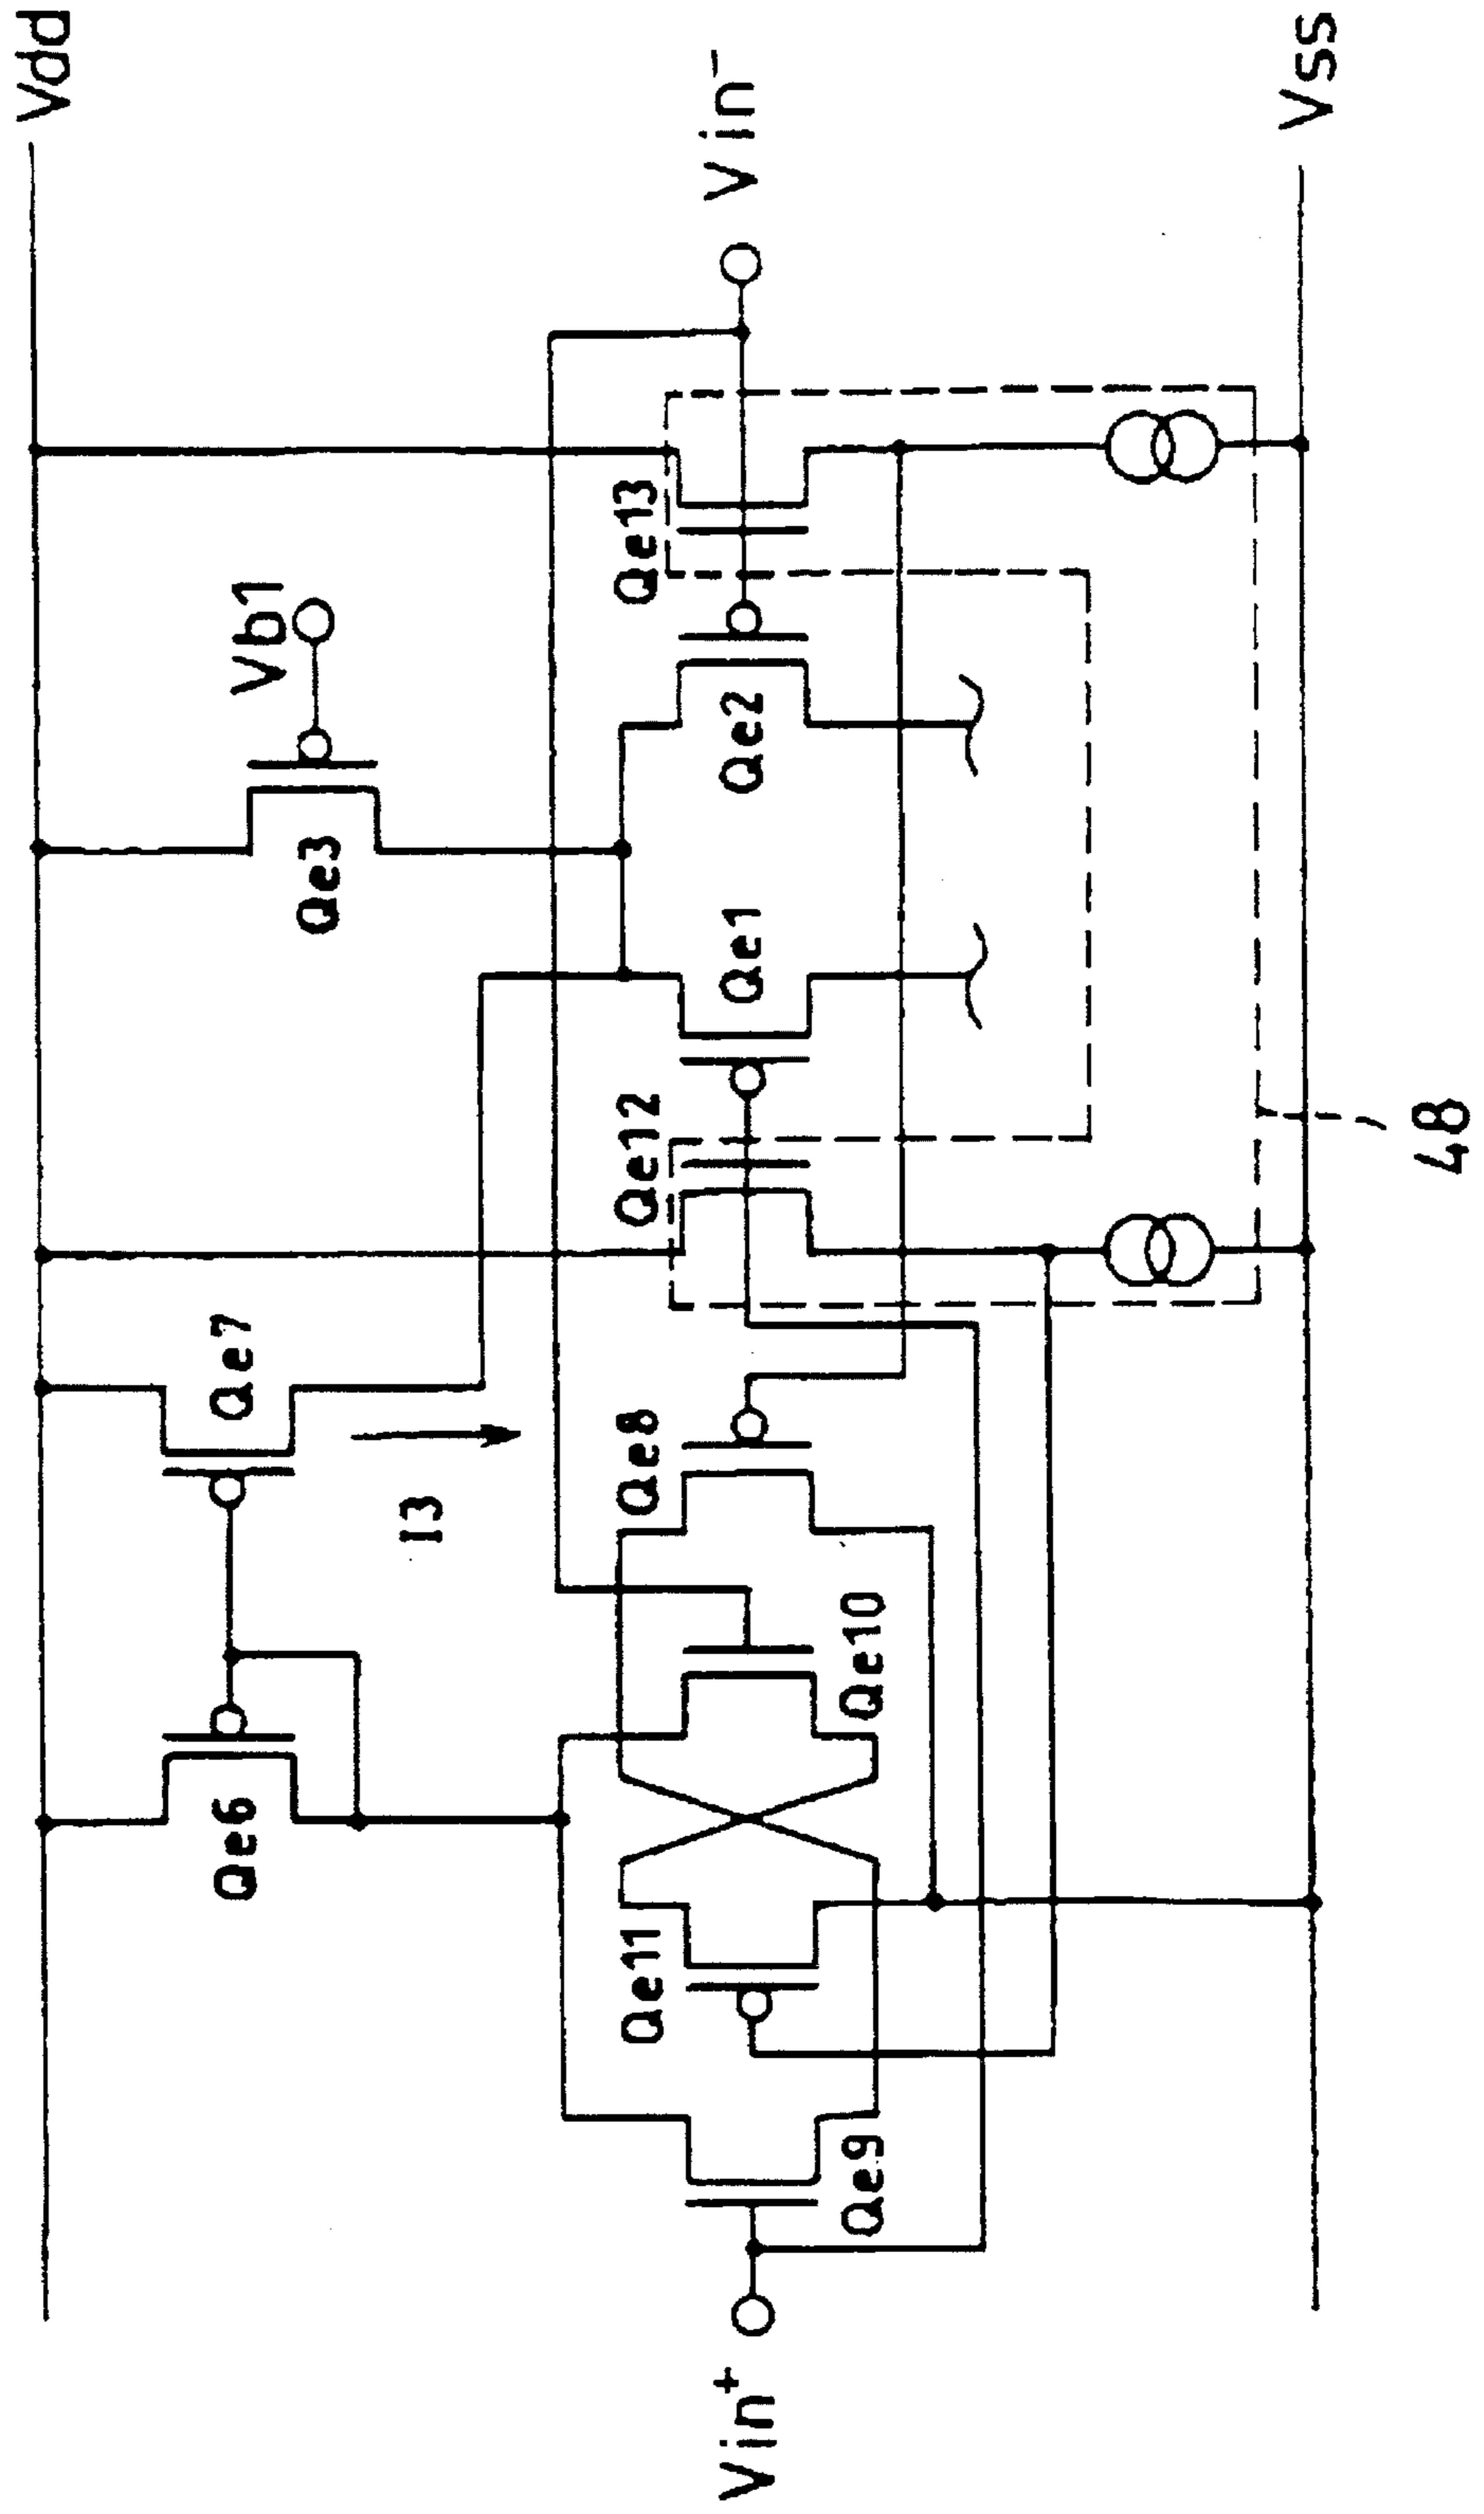 Vdd
Vb1
Qe6
Qe7
Qe3
I3
Qe11
Qe8
Qe12
Qe13
Vin+
Qe1
Qe2
Vin−
Qe9
Qe10
Vss
48